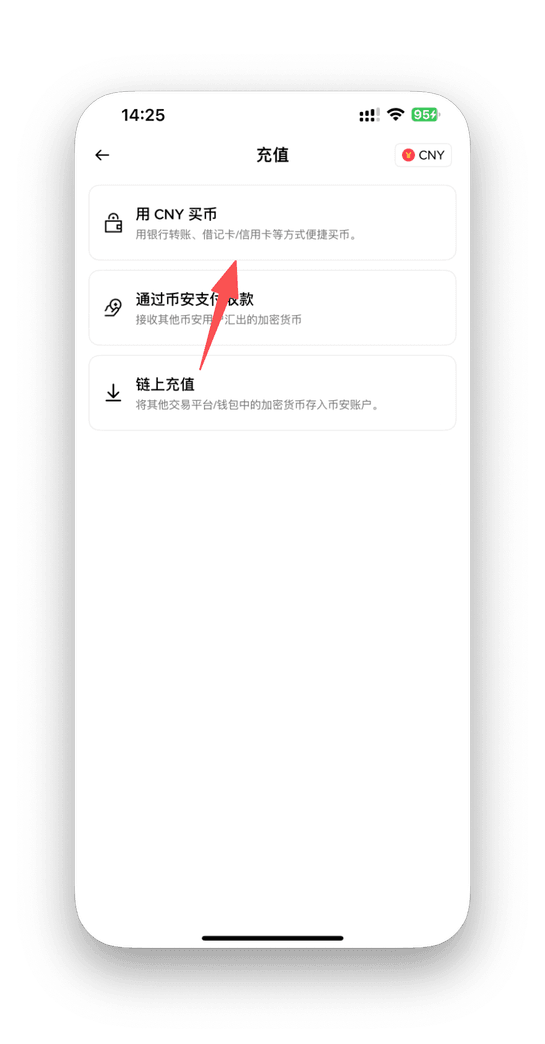 14:25
95
充值
CNY
用 CNY 买币
用银行转账、借记卡/信用卡等方式便捷买币。
通过币安支付收款
接收其他币安用户汇出的加密货币
链上充值
将其他交易平台/钱包中的加密货币存入币安账户。